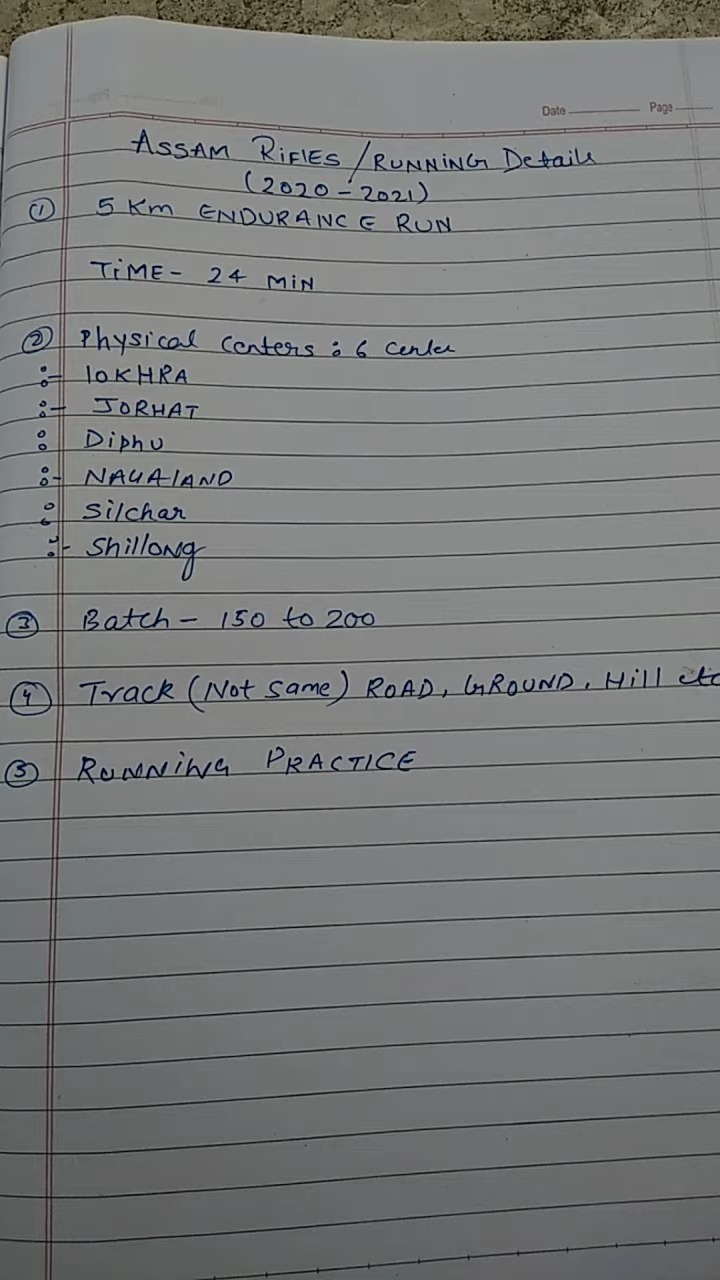 Date Page
ASSAM RIFLES / RUNNING Details
(2020-2021)
① 5 Km ENDURANCE RUN
TIME - 24 MIN
② Physical Centers : 6 Center
:- LOKHRA
:- JORHAT
: Diphu
:- NAGALAND
: Silchar
:- Shillong
③ Batch - 150 to 200
④ Track (Not same) ROAD, GROUND, Hill etc
⑤ RUNNING PRACTICE